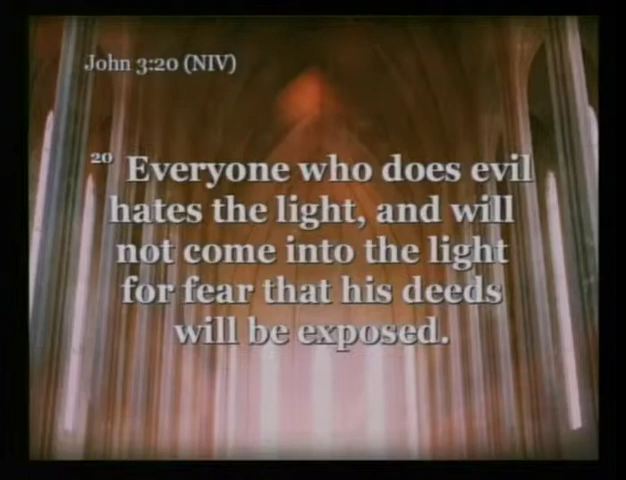 John 3:20 (NIV)
20 Everyone who does evil
hates the light, and will
not come into the light
for fear that his deeds
will be exposed.